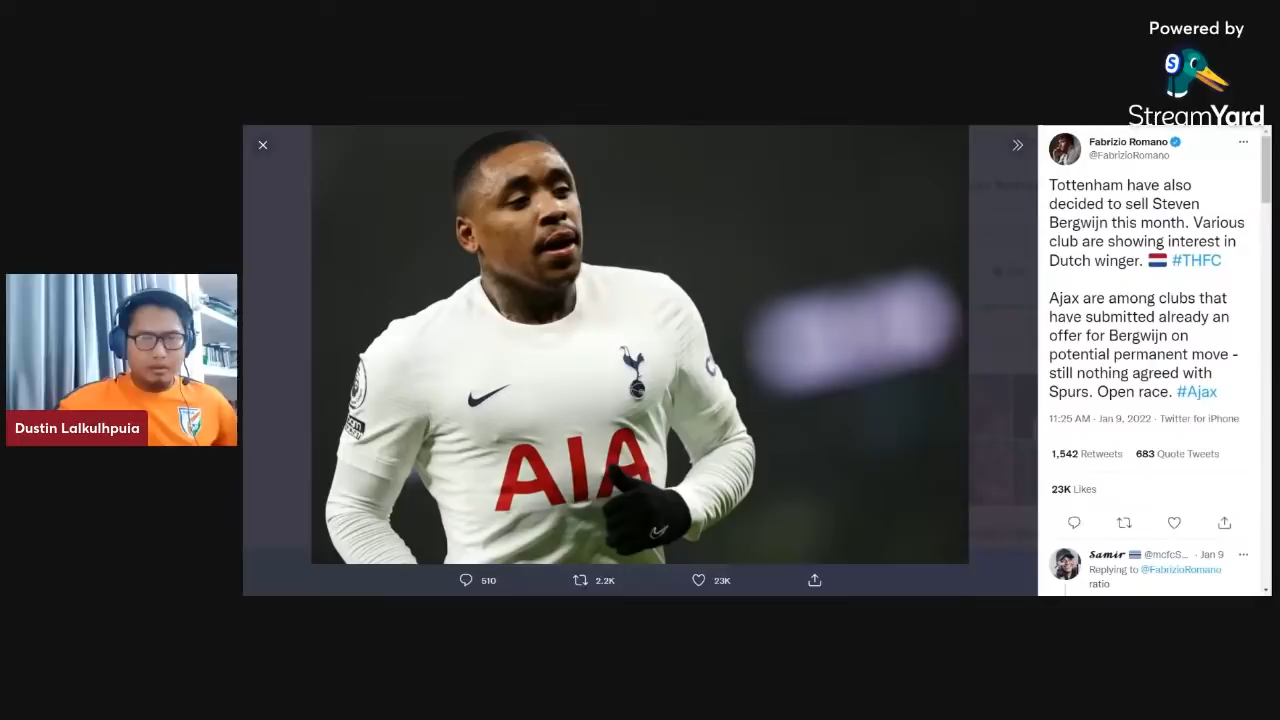 Powered by
S
StreamYard
Fabrizio Romano
@FabrizioRomano
Tottenham have also
decided to sell Steven
Bergwijn this month. Various
club are showing interest in
Dutch winger. 🇳🇱 #THFC
Ajax are among clubs that
have submitted already an
offer for Bergwijn on
potential permanent move -
still nothing agreed with
Spurs. Open race. #Ajax
11:25 AM · Jan 9, 2022 · Twitter for iPhone
1,542 Retweets 683 Quote Tweets
23K Likes
Samir @mcfcS... · Jan 9
Replying to @FabrizioRomano
ratio
AIA
510 2.2K 23K
Dustin Lalkulhpuia